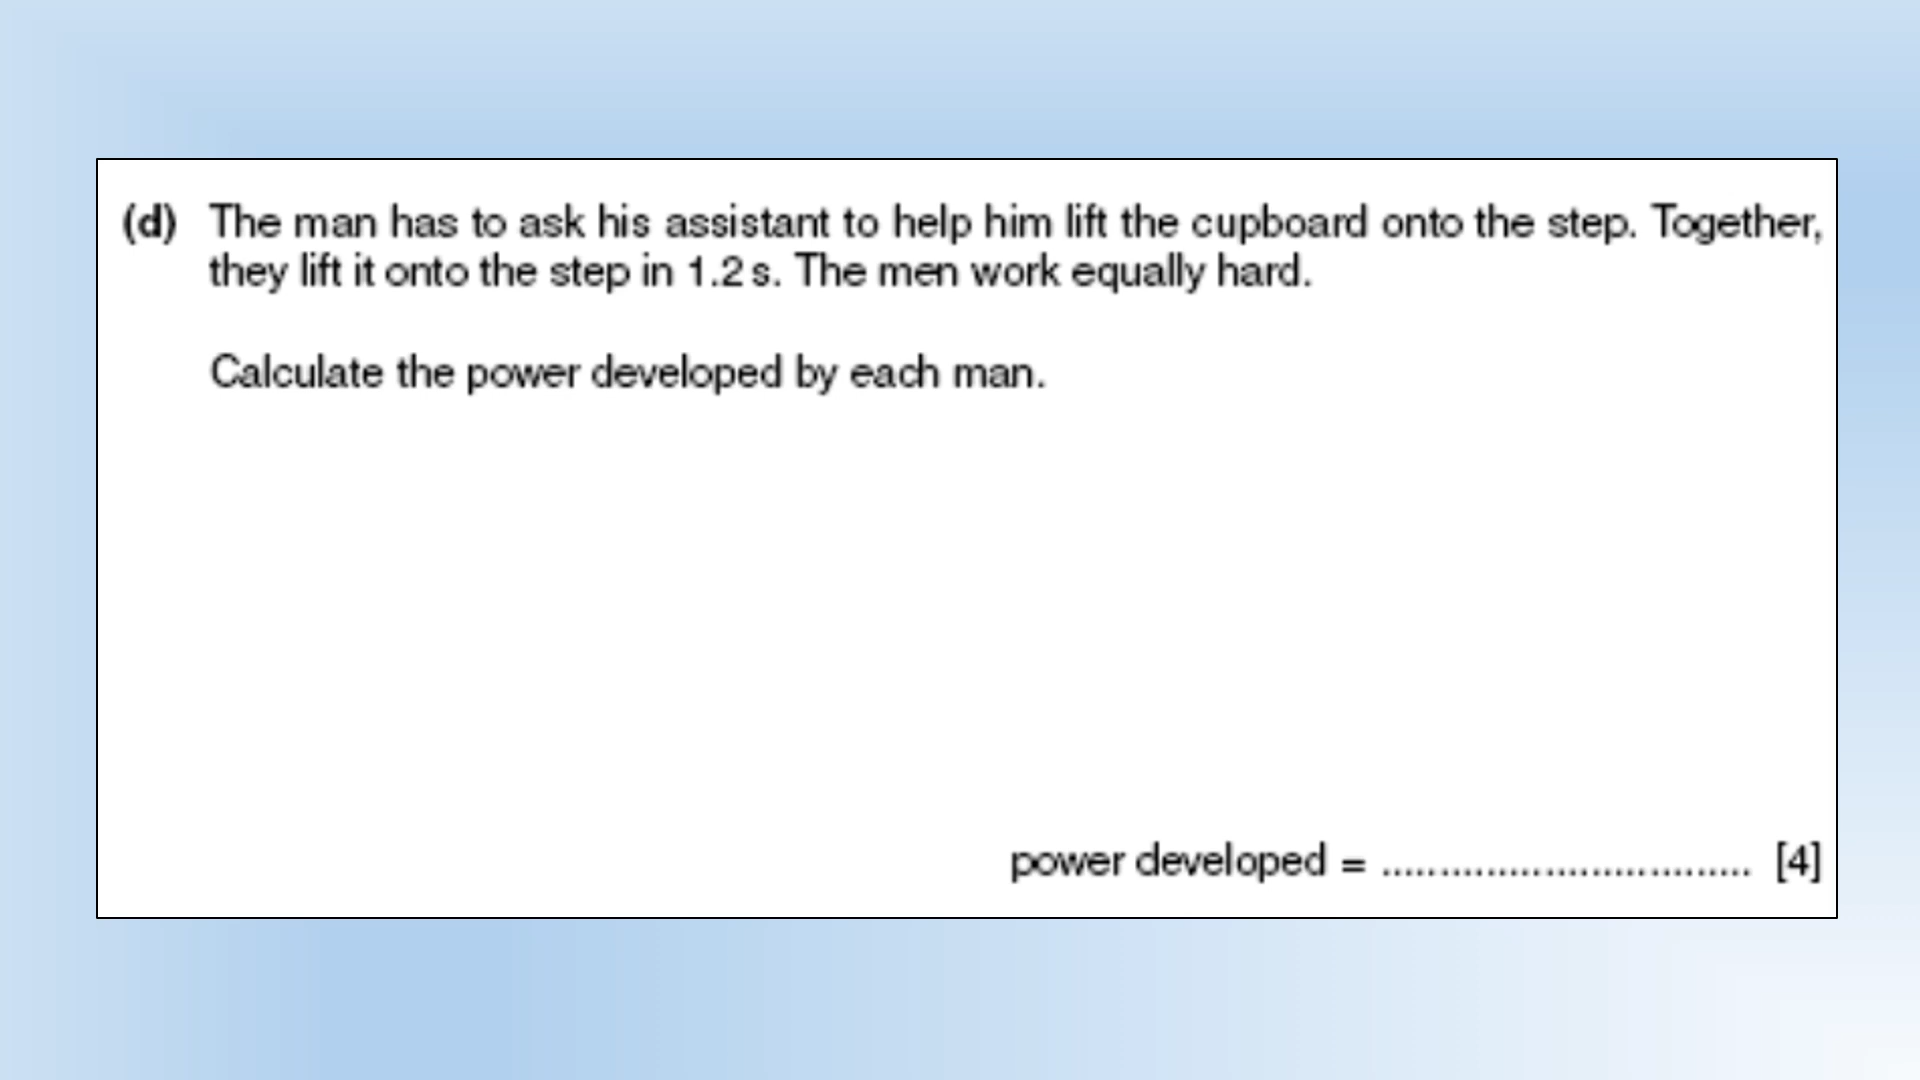 (d) The man has to ask his assistant to help him lift the cupboard onto the step. Together,
they lift it onto the step in 1.2 s. The men work equally hard.
Calculate the power developed by each man.
power developed = ................................ [4]